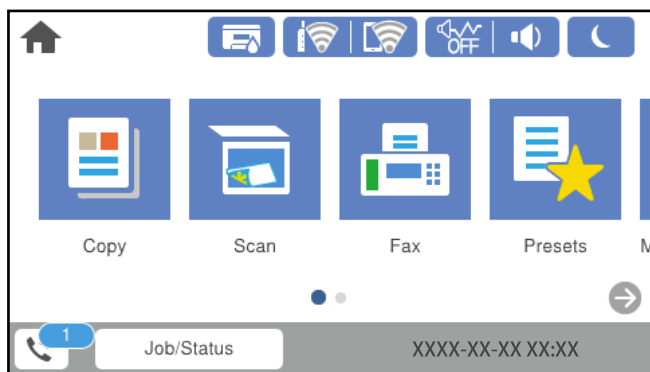 OFF
Copy
Scan
Fax
Presets
M
1
Job/Status
XXXX-XX-XX XX:XX